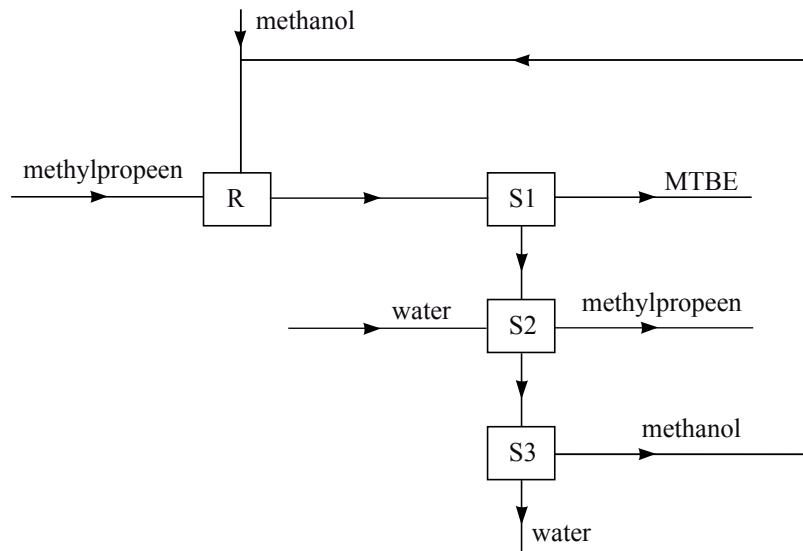 methanol
methylpropeen
R
S1
MTBE
water
S2
methylpropeen
S3
methanol
water